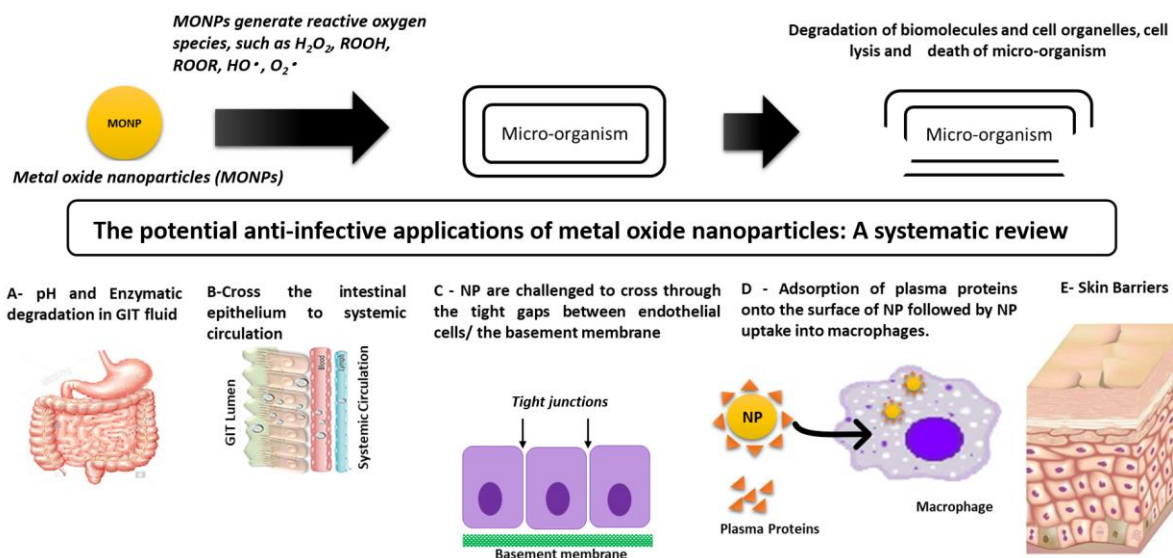 MONPs generate reactive oxygen
species, such as H₂O₂, ROOH,
ROOR, HO•, O₂•
Degradation of biomolecules and cell organelles, cell
lysis and death of micro-organism
MONP
Micro-organism
Micro-organism
Metal oxide nanoparticles (MONPs)
The potential anti-infective applications of metal oxide nanoparticles: A systematic review
A- pH and Enzymatic
degradation in GIT fluid
B-Cross the intestinal
epithelium to systemic
circulation
GIT Lumen
Blood
Lymph
Systemic Circulation
C - NP are challenged to cross through
the tight gaps between endothelial
cells/ the basement membrane
Tight junctions
Basement membrane
D - Adsorption of plasma proteins
onto the surface of NP followed by NP
uptake into macrophages.
NP
Plasma Proteins
Macrophage
E- Skin Barriers